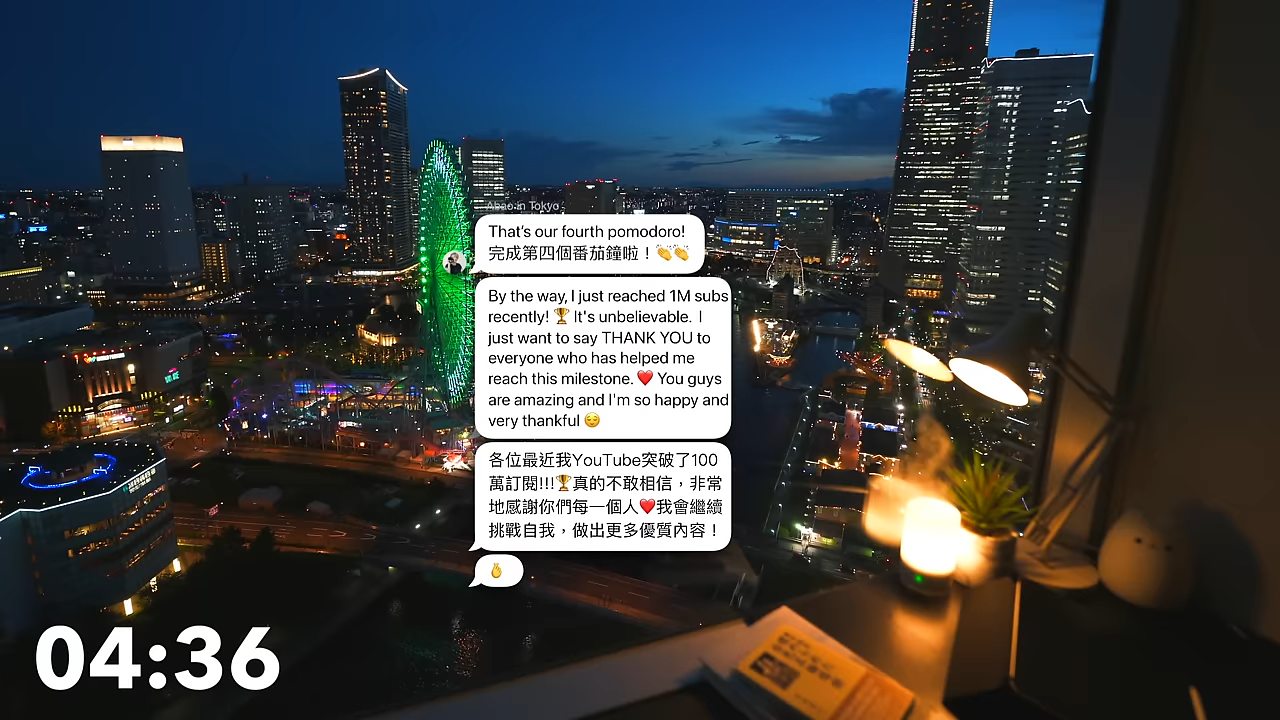 Abao in Tokyo
That's our fourth pomodoro!
完成第四個番茄鐘啦！👏👏
By the way, I just reached 1M subs
recently! 🏆 It's unbelievable. I
just want to say THANK YOU to
everyone who has helped me
reach this milestone.❤️ You guys
are amazing and I'm so happy and
very thankful 😌
各位最近我YouTube突破了100
萬訂閱!!!🏆真的不敢相信，非常
地感謝你們每一個人❤️我會繼續
挑戰自我，做出更多優質內容！
04:36